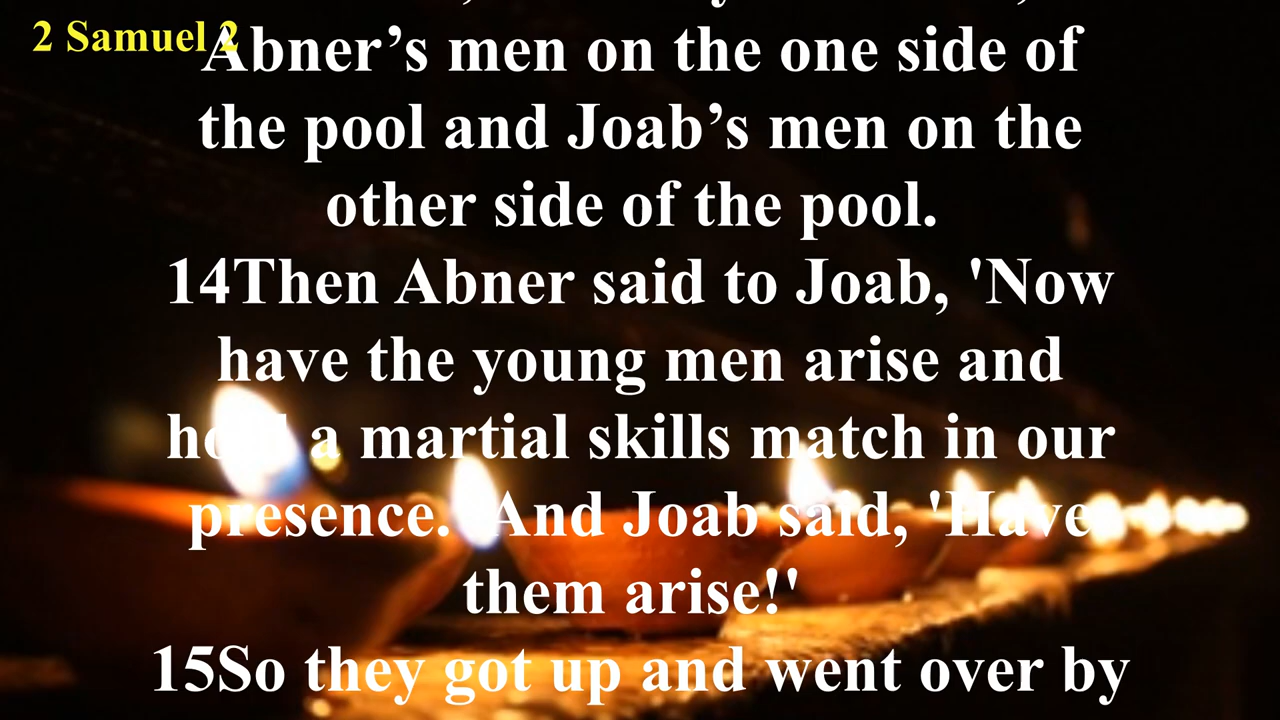 2 Samuel 2
Abner’s men on the one side of
the pool and Joab’s men on the
other side of the pool.
14Then Abner said to Joab, 'Now
have the young men arise and
hold a martial skills match in our
presence.' And Joab said, 'Have
them arise!'
15So they got up and went over by